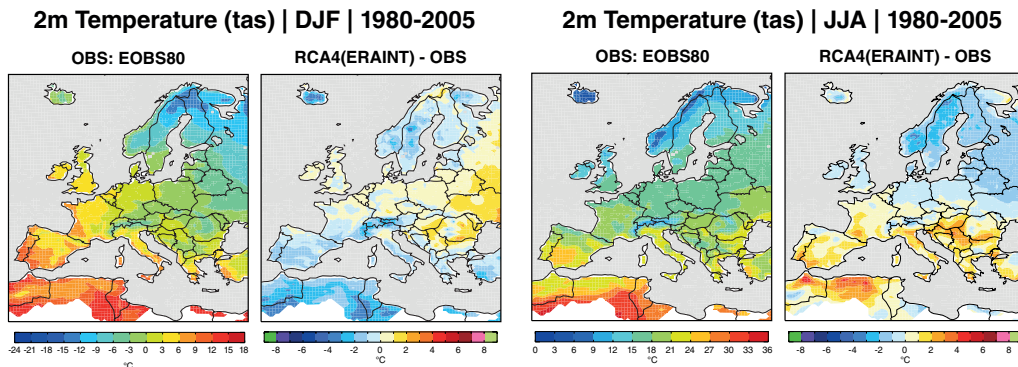 2m Temperature (tas) | DJF | 1980-2005
OBS: EOBS80
RCA4(ERAINT) - OBS
-24 -21 -18 -15 -12 -9 -6 -3 0 3 6 9 12 15 18
°C
-8 -6 -4 -2 0 2 4 6 8
°C
2m Temperature (tas) | JJA | 1980-2005
OBS: EOBS80
RCA4(ERAINT) - OBS
0 3 6 9 12 15 18 21 24 27 30 33 36
°C
-8 -6 -4 -2 0 2 4 6 8
°C